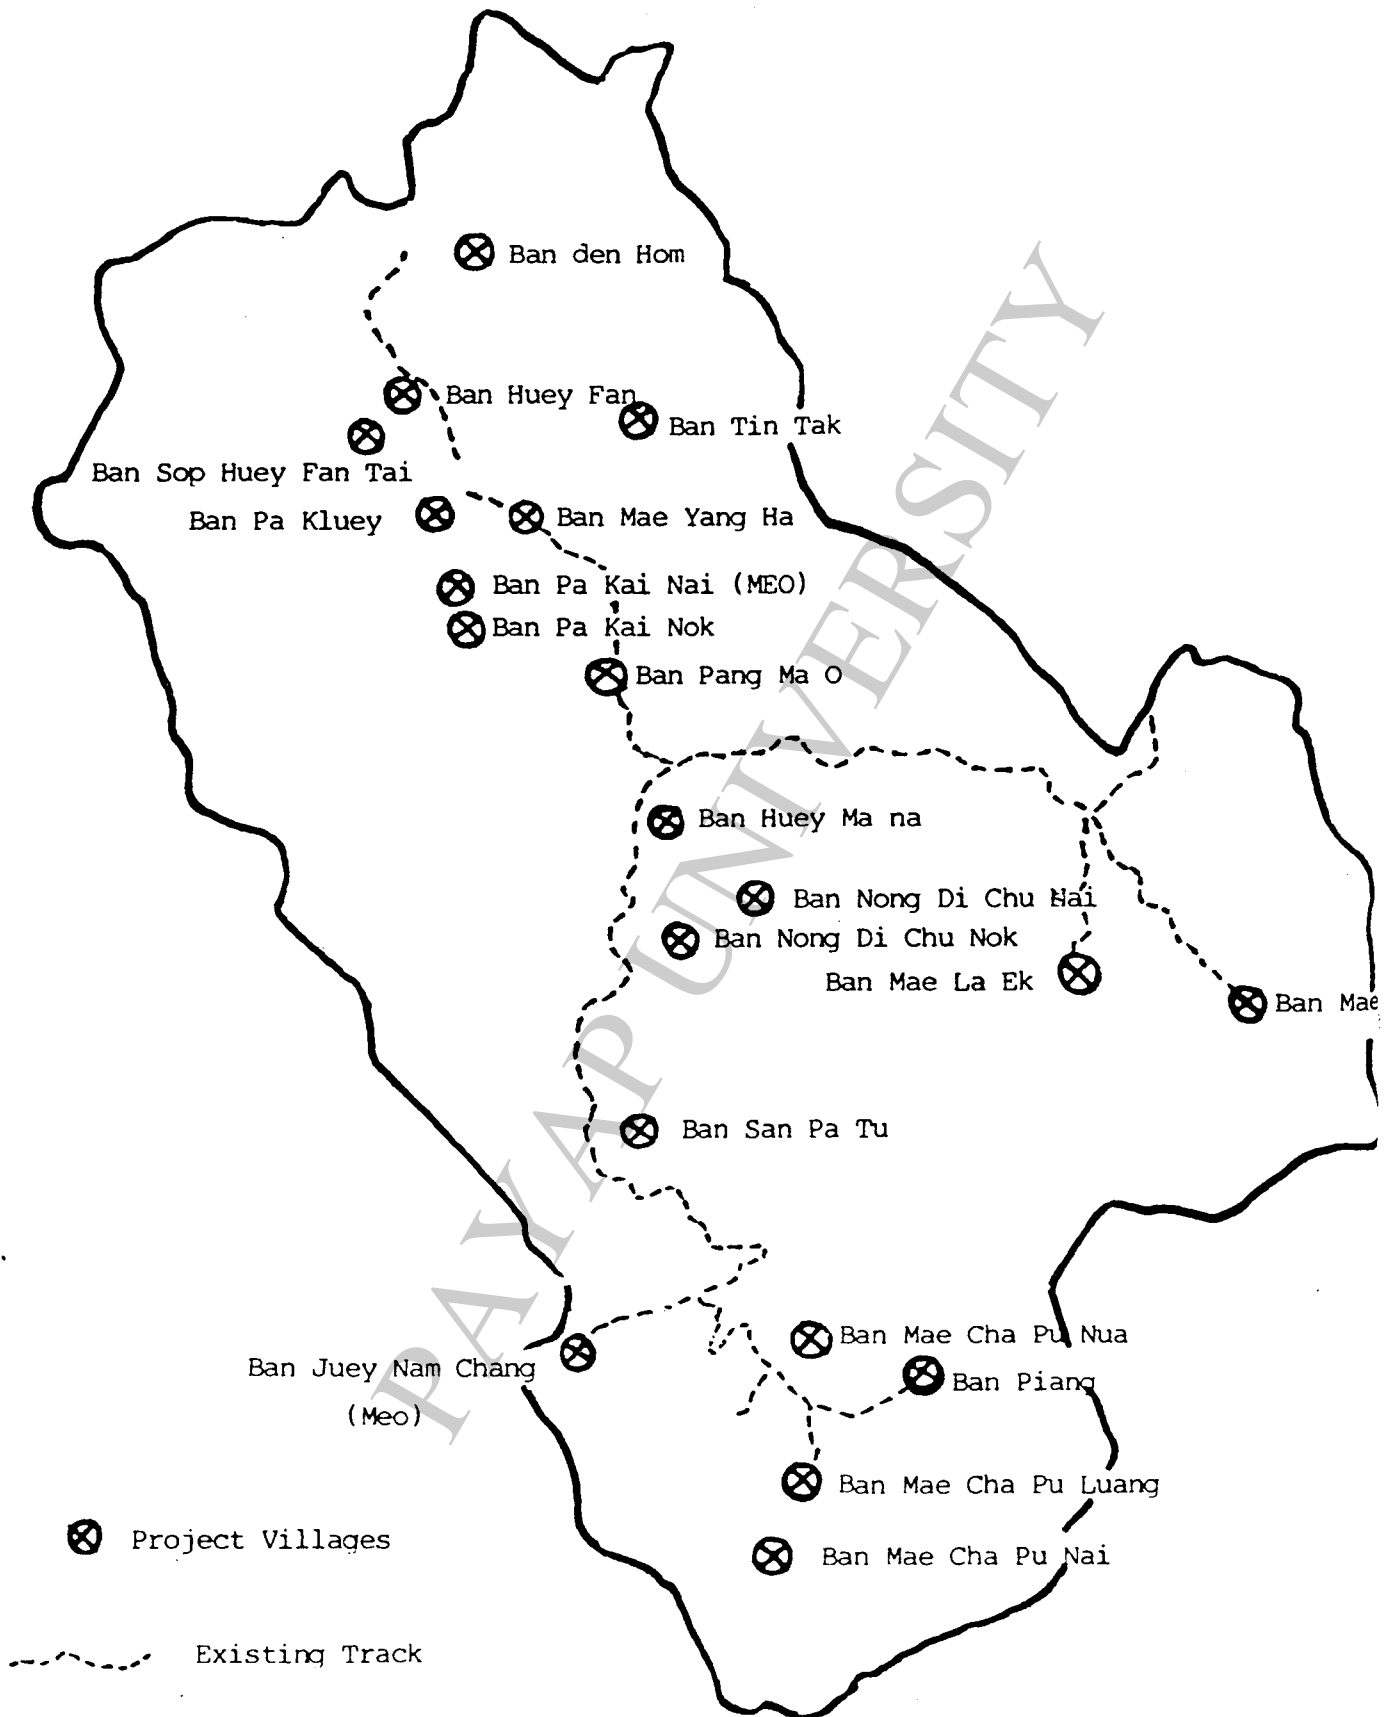 Ban den Hom
Ban Huey Fan
Ban Tin Tak
Ban Sop Huey Fan Tai
Ban Pa Kluey
Ban Mae Yang Ha
Ban Pa Kai Nai (MEO)
Ban Pa Kai Nok
Ban Pang Ma O
Ban Huey Ma na
Ban Nong Di Chu Nai
Ban Nong Di Chu Nok
Ban Mae La Ek
Ban Mae
Ban San Pa Tu
Ban Mae Cha Pu Nua
Ban Juey Nam Chang
(Meo)
Ban Piang
Ban Mae Cha Pu Luang
Project Villages
Ban Mae Cha Pu Nai
Existing Track
PAYAP UNIVERSITY